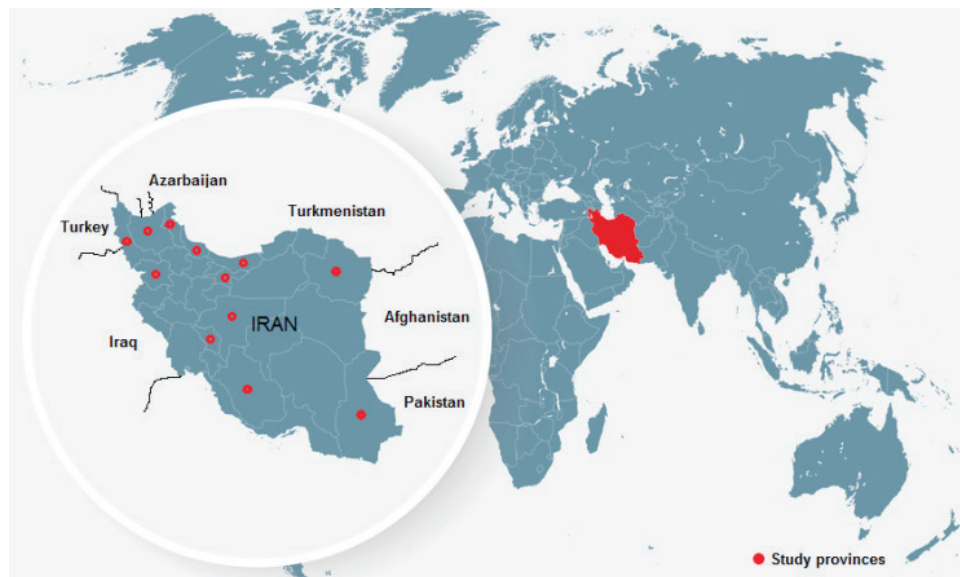 Azarbaijan
Turkey
Turkmenistan
IRAN
Afghanistan
Iraq
Pakistan
Study provinces